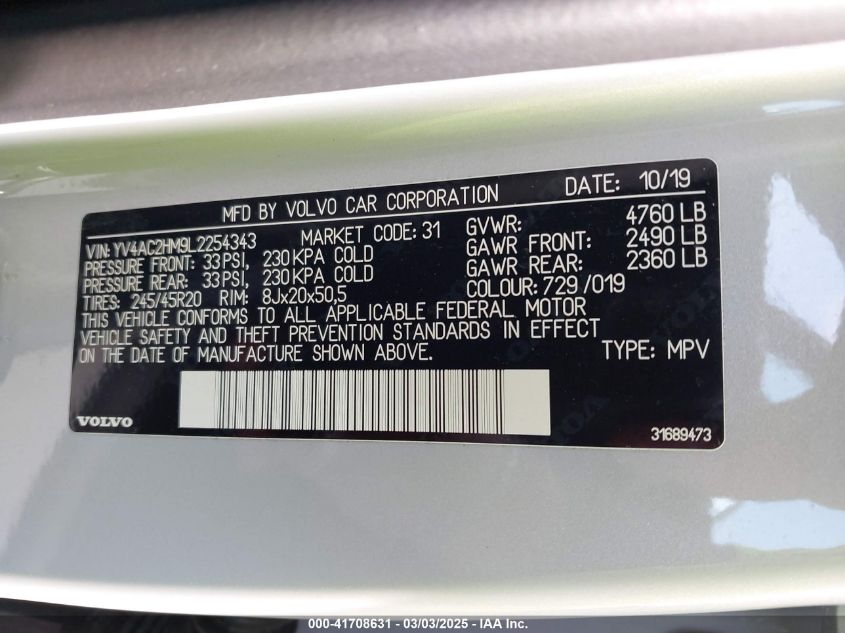 MFD BY VOLVO CAR CORPORATION DATE: 10/19
VIN: YV4AC2HM9L2254343 MARKET CODE: 31 GVWR: 4760 LB
PRESSURE FRONT: 33PSI, 230KPA COLD GAWR FRONT: 2490 LB
PRESSURE REAR: 33PSI, 230KPA COLD GAWR REAR: 2360 LB
TIRES: 245/45R20 RIM: 8Jx20x50,5 COLOUR: 729 /019
THIS VEHICLE CONFORMS TO ALL APPLICABLE FEDERAL MOTOR
VEHICLE SAFETY AND THEFT PREVENTION STANDARDS IN EFFECT
ON THE DATE OF MANUFACTURE SHOWN ABOVE. TYPE: MPV
VOLVO 31689473
000-41708631 - 03/03/2025 - IAA Inc.